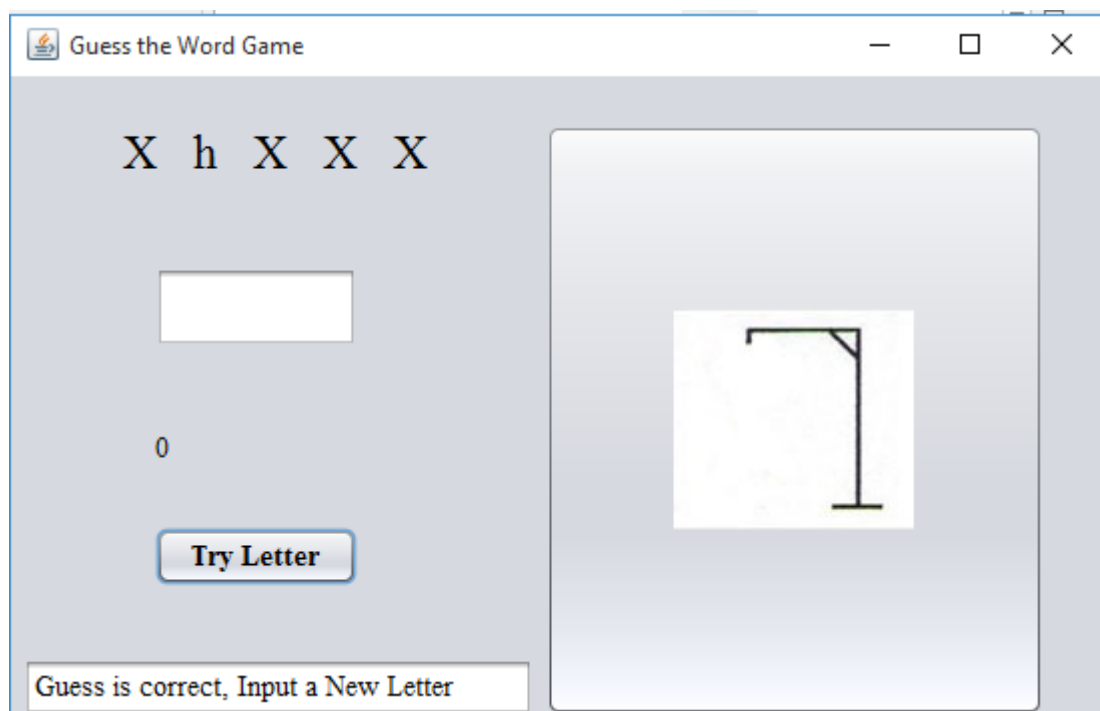 Guess the Word Game
X h X X X
0
Try Letter
Guess is correct, Input a New Letter